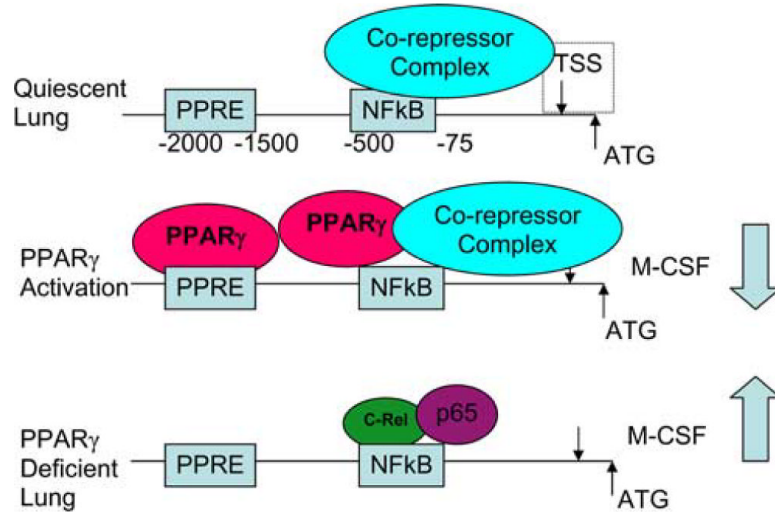 Co-repressor
Complex
TSS
Quiescent
Lung
PPRE
NFkB
-2000 -1500
-500
-75
ATG
PPARγ
PPARγ
Co-repressor
Complex
PPARγ
Activation
PPRE
NFkB
M-CSF
ATG
C-Rel
p65
PPARγ
Deficient
Lung
PPRE
NFkB
M-CSF
ATG